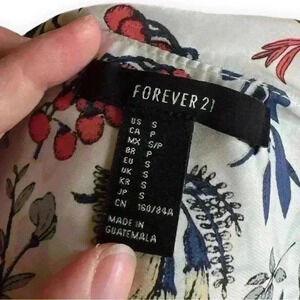 FOREVER 21
US S
CA P
MX S/P
BR P
EU S
UK S
KR S
JP S
CN 160/84A
MADE IN
GUATEMALA